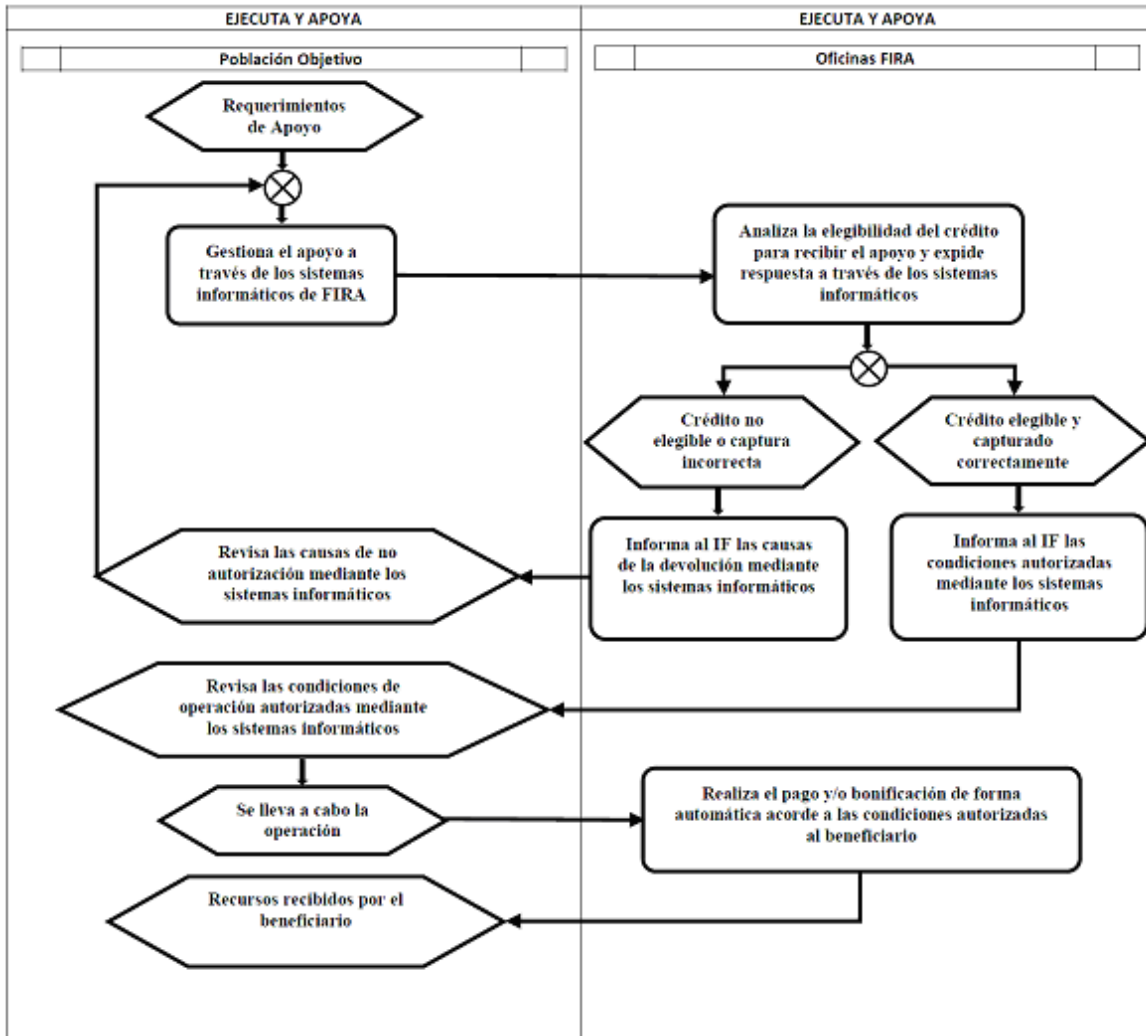 EJECUTA Y APOYA
EJECUTA Y APOYA
Población Objetivo
Oficinas FIRA
Requerimientos
de Apoyo
Gestiona el apoyo a
través de los sistemas
informáticos de FIRA
Analiza la elegibilidad del crédito
para recibir el apoyo y expide
respuesta a través de los sistemas
informáticos
Crédito no
elegible o captura
incorrecta
Crédito elegible y
capturado
correctamente
Informa al IF las causas
de la devolución mediante
los sistemas informáticos
Informa al IF las
condiciones autorizadas
mediante los sistemas
informáticos
Revisa las causas de no
autorización mediante los
sistemas informáticos
Revisa las condiciones de
operación autorizadas mediante
los sistemas informáticos
Se lleva a cabo la
operación
Realiza el pago y/o bonificación de forma
automática acorde a las condiciones autorizadas
al beneficiario
Recursos recibidos por el
beneficiario